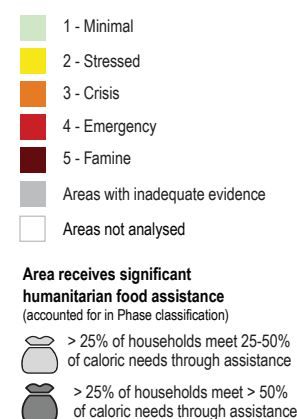 1 - Minimal
2 - Stressed
3 - Crisis
4 - Emergency
5 - Famine
Areas with inadequate evidence
Areas not analysed
Area receives significant
humanitarian food assistance
(accounted for in Phase classification)
> 25% of households meet 25-50%
of caloric needs through assistance
> 25% of households meet > 50%
of caloric needs through assistance